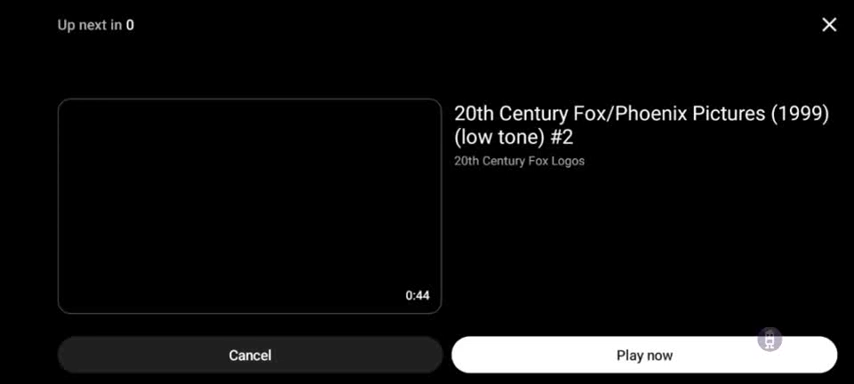 Up next in 0
20th Century Fox/Phoenix Pictures (1999)
(low tone) #2
20th Century Fox Logos
0:44
Cancel
Play now